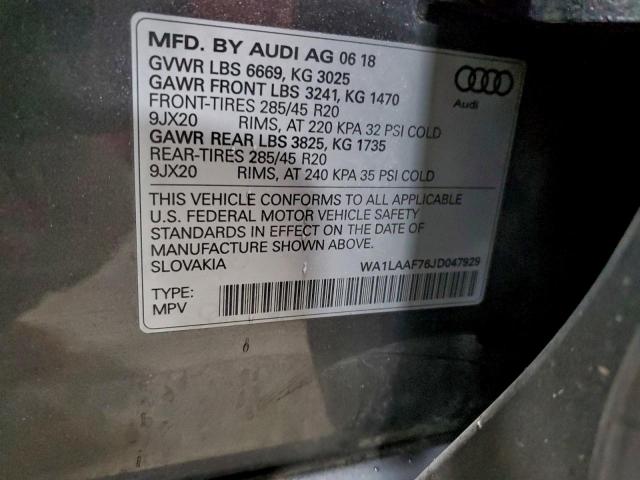 MFD. BY AUDI AG 06 18
GVWR LBS 6669, KG 3025
GAWR FRONT LBS 3241, KG 1470
FRONT-TIRES 285/45 R20
9JX20 RIMS, AT 220 KPA 32 PSI COLD
GAWR REAR LBS 3825, KG 1735
REAR-TIRES 285/45 R20
9JX20 RIMS, AT 240 KPA 35 PSI COLD
Audi
THIS VEHICLE CONFORMS TO ALL APPLICABLE
U.S. FEDERAL MOTOR VEHICLE SAFETY
STANDARDS IN EFFECT ON THE DATE OF
MANUFACTURE SHOWN ABOVE.
SLOVAKIA WA1LAAF76JD047929
TYPE:
MPV